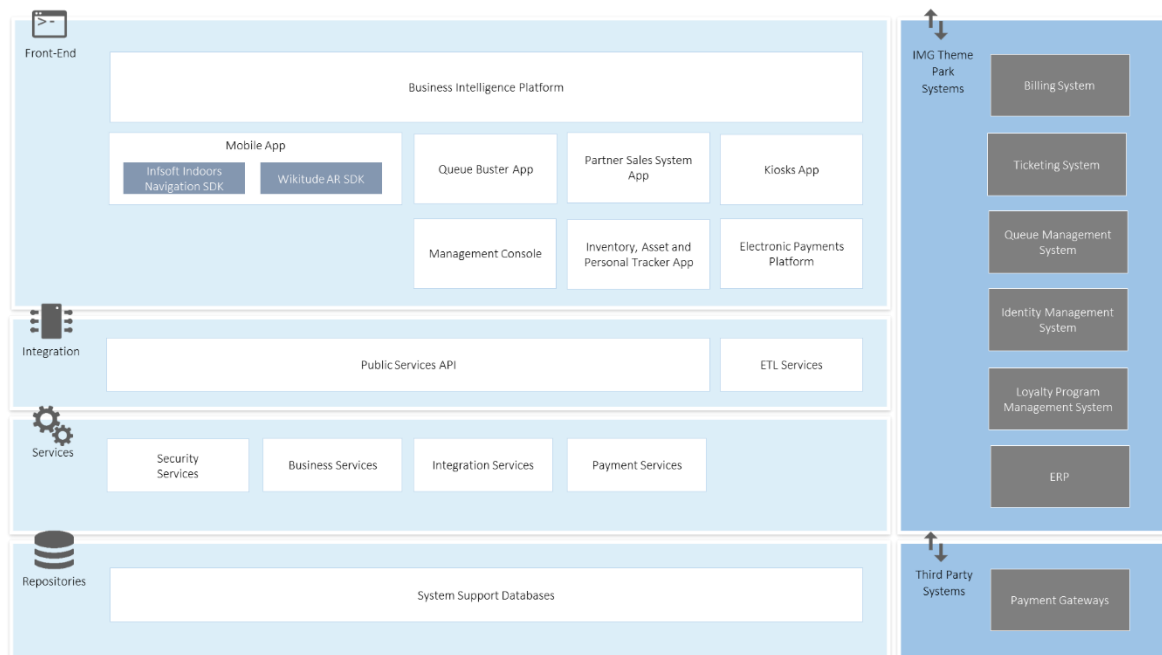 Front-End
Business Intelligence Platform
Mobile App
Infsoft Indoors
Navigation SDK
Wikitude AR SDK
Queue Buster App
Partner Sales System
App
Kiosks App
Management Console
Inventory, Asset and
Personal Tracker App
Electronic Payments
Platform
Integration
Public Services API
ETL Services
Services
Security
Services
Business Services
Integration Services
Payment Services
Repositories
System Support Databases
IMG Theme
Park
Systems
Billing System
Ticketing System
Queue Management
System
Identity Management
System
Loyalty Program
Management System
ERP
Third Party
Systems
Payment Gateways